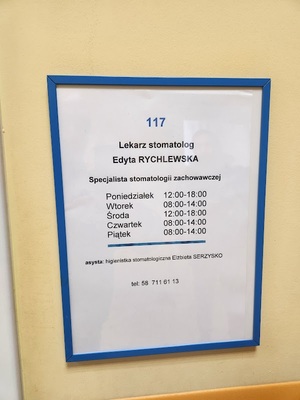 117
Lekarz stomatolog
Edyta RYCHLEWSKA
Specjalista stomatologii zachowawczej
Poniedziałek 12:00-18:00
Wtorek 08:00-14:00
Środa 12:00-18:00
Czwartek 08:00-14:00
Piątek 08:00-14:00
asysta: higienistka stomatologiczna Elżbieta SERZYSKO
tel: 58 711 61 13